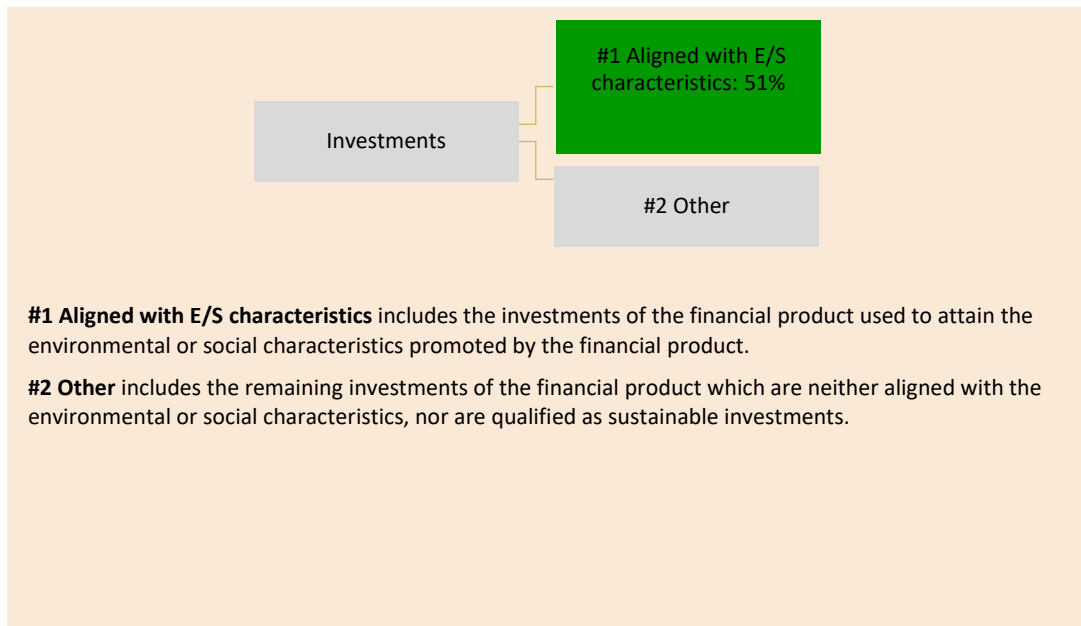 #1 Aligned with E/S
characteristics: 51%
Investments
#2 Other
#1 Aligned with E/S characteristics includes the investments of the financial product used to attain the
environmental or social characteristics promoted by the financial product.
#2 Other includes the remaining investments of the financial product which are neither aligned with the
environmental or social characteristics, nor are qualified as sustainable investments.